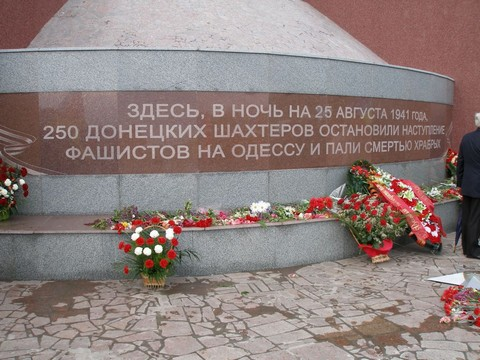 ЗДЕСЬ, В НОЧЬ НА 25 АВГУСТА 1941 ГОДА,
250 ДОНЕЦКИХ ШАХТЕРОВ ОСТАНОВИЛИ НАСТУПЛЕНИЕ
ФАШИСТОВ НА ОДЕССУ И ПАЛИ СМЕРТЬЮ ХРАБРЫХ